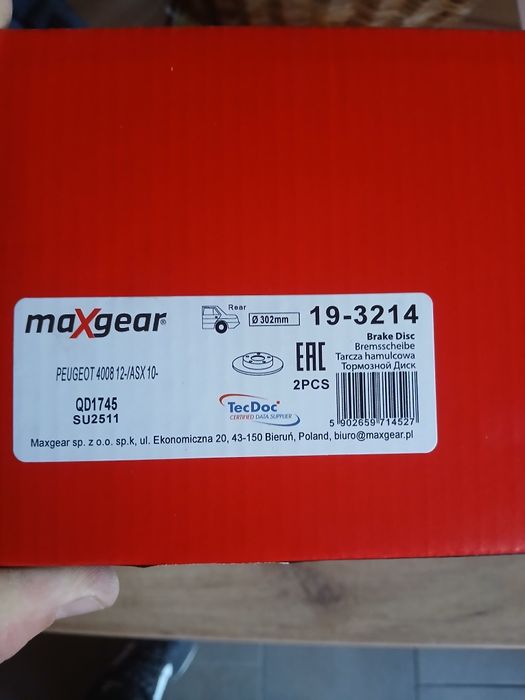 maXgear®
Rear
Ø 302mm
19-3214
Brake Disc
Bremsscheibe
Tarcza hamulcowa
Тормозной Диск
EAC
2PCS
PEUGEOT 4008 12-/ASX 10-
QD1745
SU2511
TecDoc®
CERTIFIED DATA SUPPLIER
5 902659 714527
Maxgear sp. z o.o. sp.k, ul. Ekonomiczna 20, 43-150 Bieruń, Poland, biuro@maxgear.pl